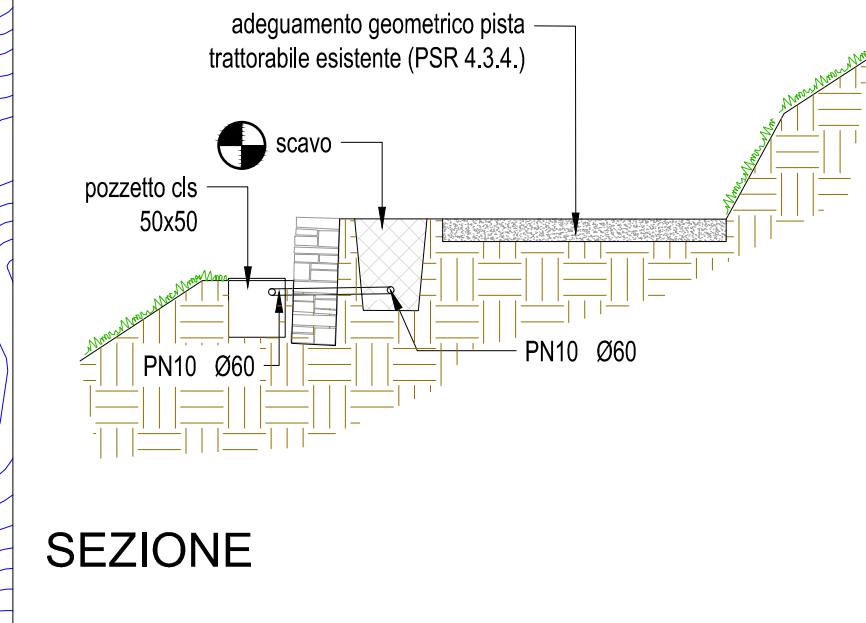 adeguamento geometrico pista
trattorabile esistente (PSR 4.3.4.)
scavo
pozzetto cls
50x50
PN10 Ø60
PN10 Ø60
SEZIONE